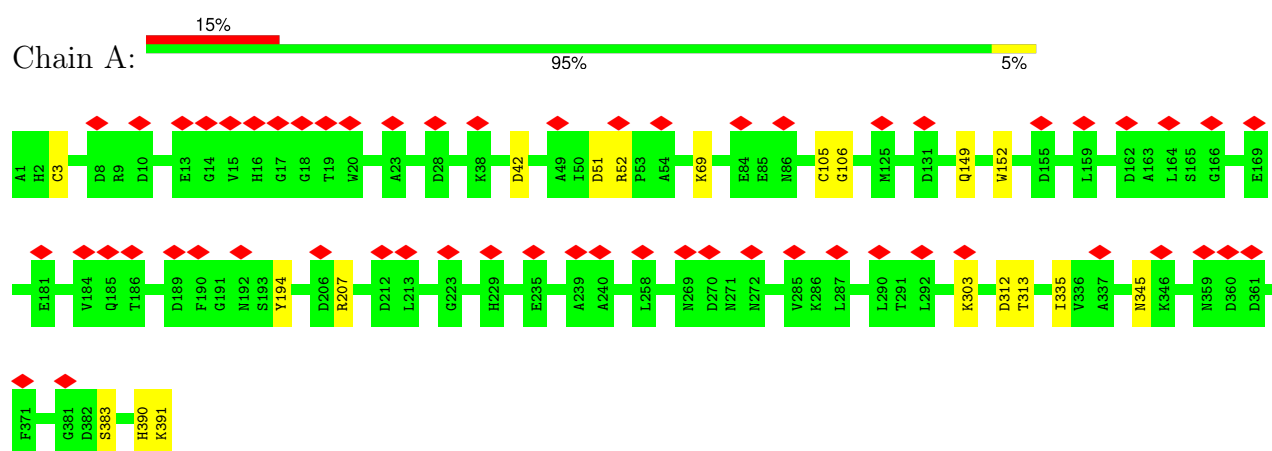 15%
Chain A:
95% 5%
A1 H2 C3 D8 R9 D10 E13 G14 V15 H16 G17 G18 T19 W20 A23 D28 K38 D42 A49 I50 D51 R52 P53 A54 K69 E84 E85 N86 C105 G106 M125 D131 Q149 W152 D155 L159 D162 A163 L164 S165 G166 E169
E181 V184 Q185 T186 D189 F190 G191 N192 S193 Y194 D206 R207 D212 L213 G223 H229 E235 A239 A240 L258 N269 D270 N271 N272 V285 K286 L287 L290 T291 L292 K303 D312 T313 I335 V336 A337 N345 K346 N359 D360 D361
F371 G381 D382 S383 H390 K391